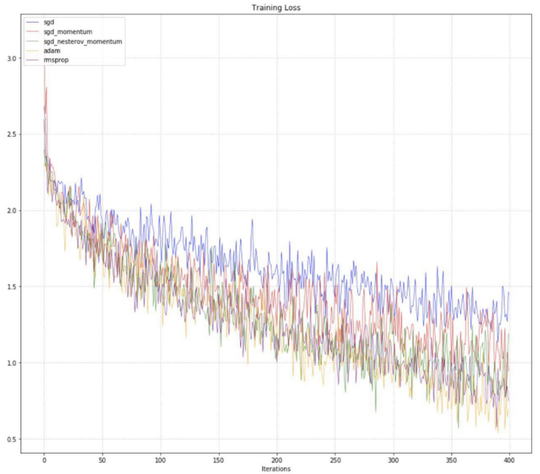 Training Loss
sgd
sgd_momentum
sgd_nesterov_momentum
adam
rmsprop
3.0
2.5
2.0
1.5
1.0
0.5
0 50 100 150 200 250 300 350 400
Iterations